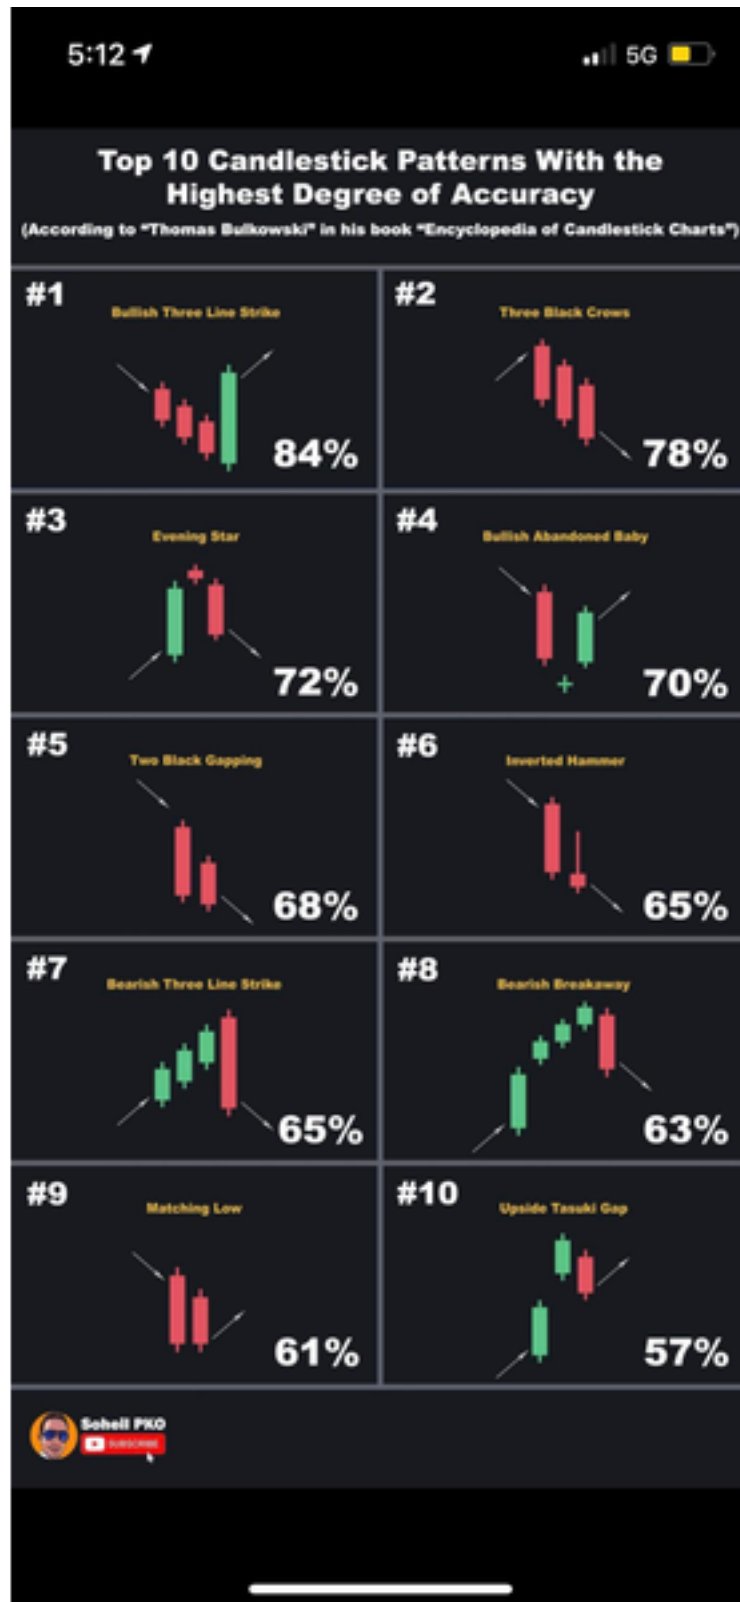 5:12
5G
Top 10 Candlestick Patterns With the
Highest Degree of Accuracy
(According to "Thomas Bulkowski" in his book "Encyclopedia of Candlestick Charts")
#1
Bullish Three Line Strike
84%
#2
Three Black Crows
78%
#3
Evening Star
72%
#4
Bullish Abandoned Baby
70%
#5
Two Black Gapping
68%
#6
Inverted Hammer
65%
#7
Bearish Three Line Strike
65%
#8
Bearish Breakaway
63%
#9
Matching Low
61%
#10
Upside Tasuki Gap
57%
Soheil PKO
SUBSCRIBE